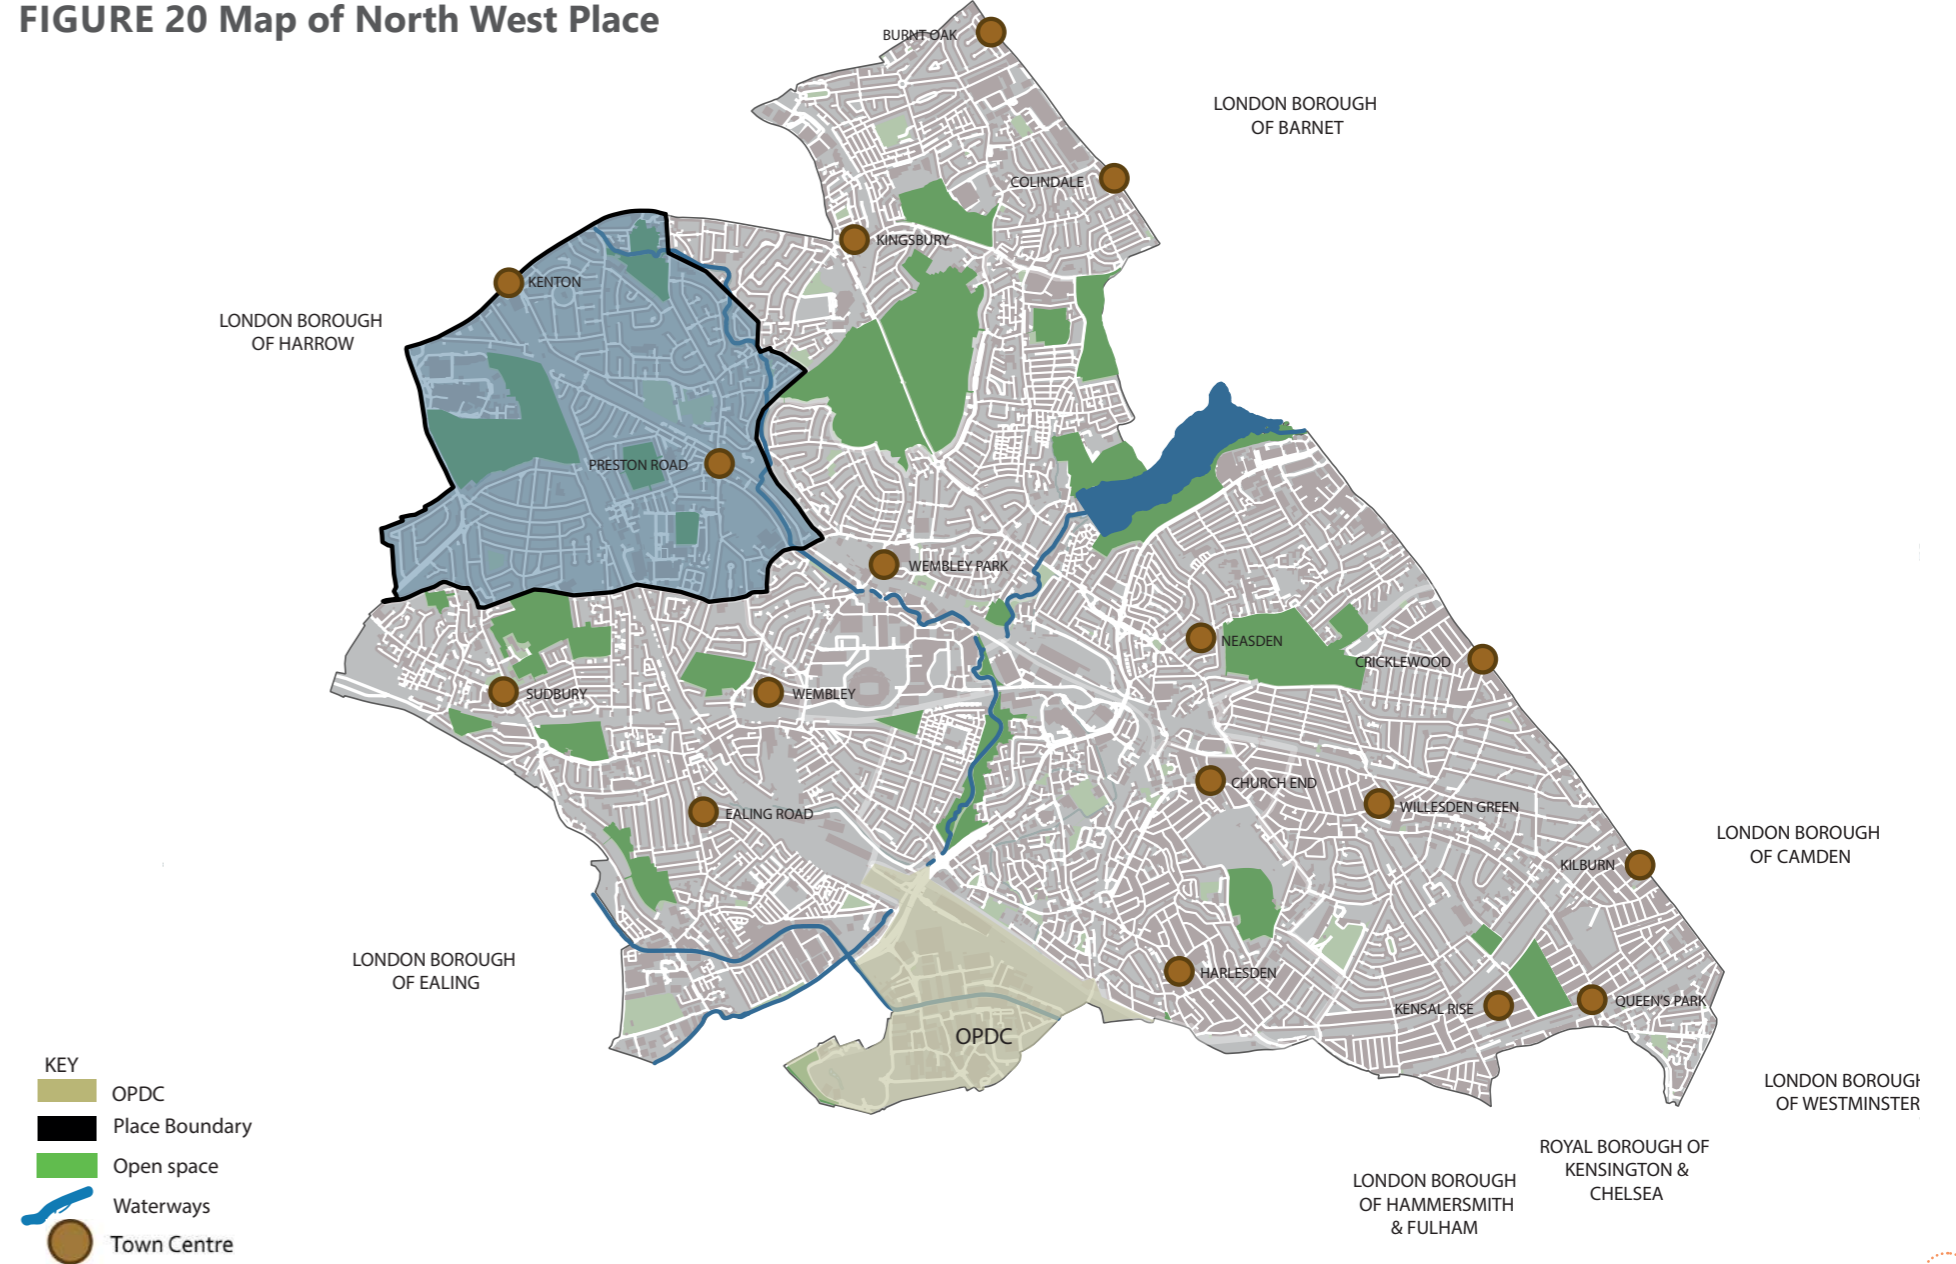 FIGURE 20 Map of North West Place
BURNT OAK
LONDON BOROUGH
OF BARNET
COLINDALE
KINGSBURY
KENTON
LONDON BOROUGH
OF HARROW
PRESTON ROAD
WEMBLEY PARK
NEASDEN
CRICKLEWOOD
SUDBURY
WEMBLEY
CHURCH END
WILLESDEN GREEN
EALING ROAD
LONDON BOROUGH
OF CAMDEN
KILBURN
LONDON BOROUGH
OF EALING
HARLESDEN
KENSAL RISE
QUEEN'S PARK
OPDC
LONDON BOROUGH
OF WESTMINSTER
ROYAL BOROUGH OF
KENSINGTON &
CHELSEA
LONDON BOROUGH
OF HAMMERSMITH
& FULHAM
KEY
OPDC
Place Boundary
Open space
Waterways
Town Centre